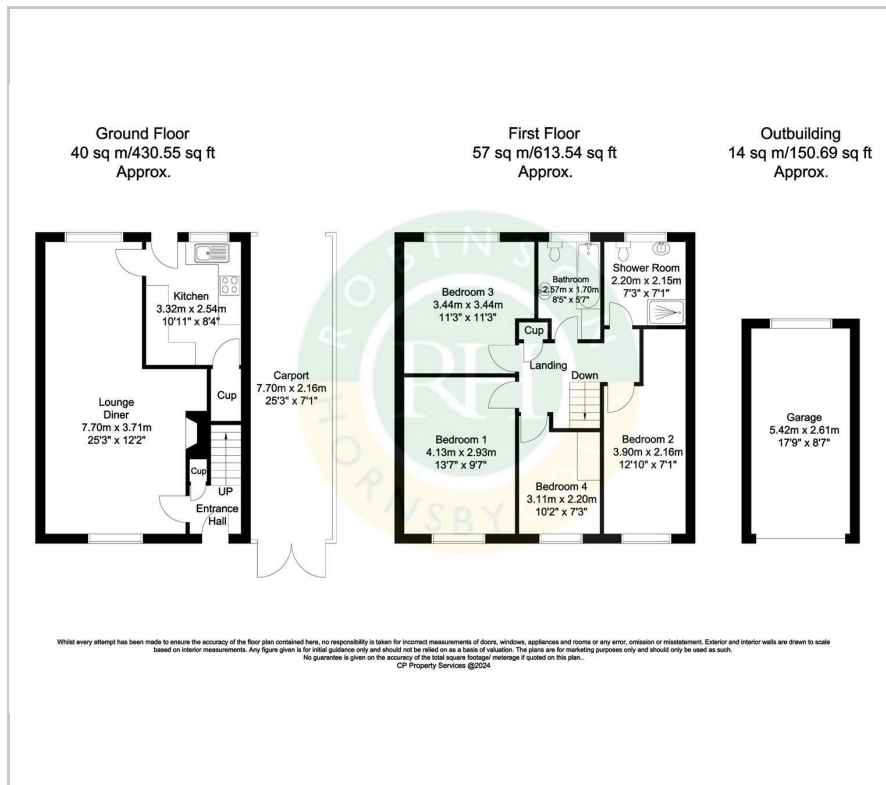 Ground Floor
40 sq m/430.55 sq ft
Approx.
First Floor
57 sq m/613.54 sq ft
Approx.
Outbuilding
14 sq m/150.69 sq ft
Approx.
Kitchen
3.32m x 2.54m
10'11" x 8'4"
Cup
Lounge
Diner
7.70m x 3.71m
25'3" x 12'2"
Cup
UP
Entrance
Hall
Carport
7.70m x 2.16m
25'3" x 7'1"
Bedroom 3
3.44m x 3.44m
11'3" x 11'3"
Bathroom
2.57m x 1.70m
8'5" x 5'7"
Shower Room
2.20m x 2.15m
7'3" x 7'1"
Cup
Landing
Down
Bedroom 1
4.13m x 2.93m
13'7" x 9'7"
Bedroom 4
3.11m x 2.20m
10'2" x 7'3"
Bedroom 2
3.90m x 2.16m
12'10" x 7'1"
Garage
5.42m x 2.61m
17'9" x 8'7"
ROBINSON
RH
HORNSBY
Whilst every attempt has been made to ensure the accuracy of the floor plan contained here, no responsibility is taken for incorrect measurements of doors, windows, appliances and rooms or any error, omission or misstatement. Exterior and interior walls are drawn to scale
based on interior measurements. Any figure given is for initial guidance only and should not be relied on as a basis of valuation. The plans are for marketing purposes only and should only be used as such.
No guarantee is given on the accuracy of the total square footage/ meterage if quoted on this plan..
CP Property Services @2024